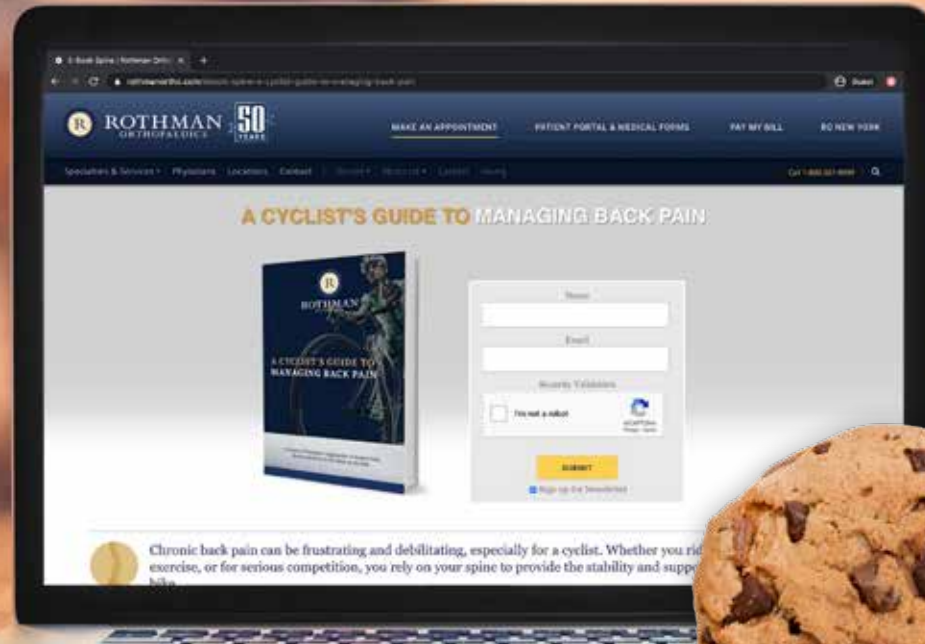 ROTHMAN
ORTHOPAEDICS
50
YEARS
MAKE AN APPOINTMENT
PATIENT PORTAL & MEDICAL FORMS
PAY MY BILL
RO NEW YORK
Specialties & Services
Physicians
Locations
Contact
Guest
A CYCLIST'S GUIDE TO MANAGING BACK PAIN
R
ROTHMAN
A CYCLIST'S GUIDE TO
MANAGING BACK PAIN
Name
Email
Security Validation
I'm not a robot
reCAPTCHA
SUBMIT
Sign up for Newsletter
Chronic back pain can be frustrating and debilitating, especially for a cyclist. Whether you rid
exercise, or for serious competition, you rely on your spine to provide the stability and suppo
bike